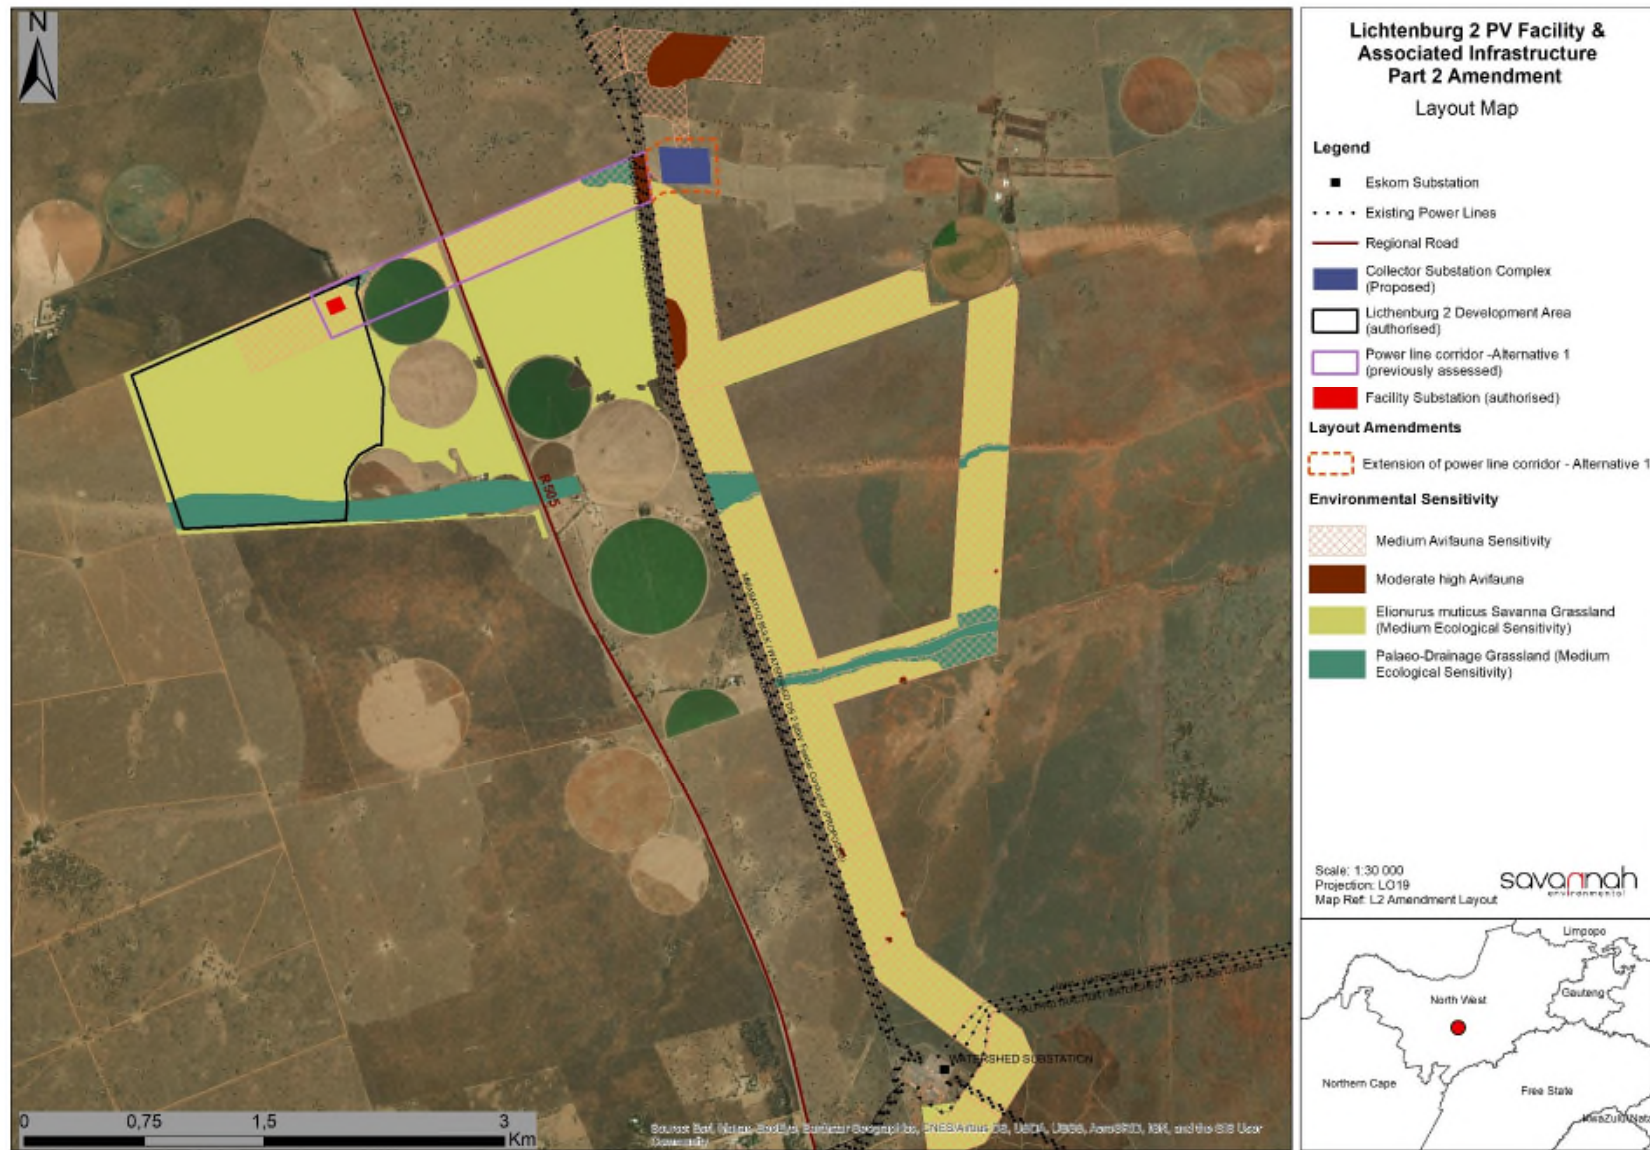 N
R505
WATERSHED SUBSTATION
0 0,75 1,5 3
Km
Lichtenburg 2 PV Facility &
Associated Infrastructure
Part 2 Amendment
Layout Map
Legend
Eskom Substation
Existing Power Lines
Regional Road
Collector Substation Complex
(Proposed)
Licthenburg 2 Development Area
(authorised)
Power line corridor -Alternative 1
(previously assessed)
Facility Substation (authorised)
Layout Amendments
Extension of power line corridor - Alternative 1
Environmental Sensitivity
Medium Avifauna Sensitivity
Moderate high Avifauna
Elionurus muticus Savanna Grassland
(Medium Ecological Sensitivity)
Palaeo-Drainage Grassland (Medium
Ecological Sensitivity)
Scale: 1:30 000
Projection: LO19
Map Ref: L2 Amendment Layout
savannah
environmental
Limpopo
North West
Gauteng
Northern Cape
Free State
KwaZulu-Nata